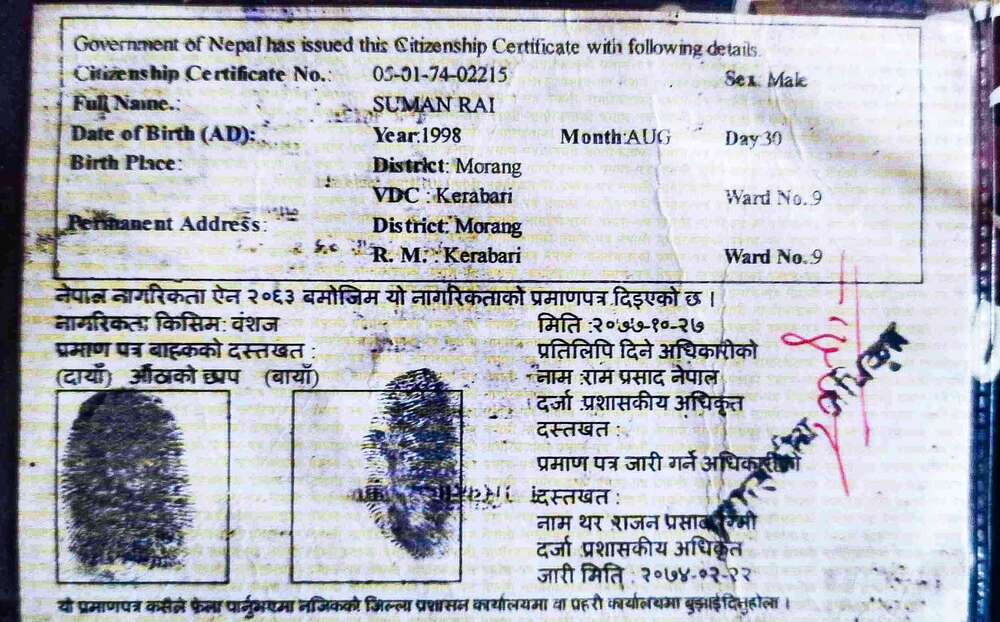 Government of Nepal has issued this Citizenship Certificate with following details.
Citizenship Certificate No.: 05-01-74-02215 Sex: Male
Full Name.: SUMAN RAI
Date of Birth (AD): Year:1998 Month:AUG Day 30
Birth Place: District: Morang
VDC : Kerabari Ward No. 9
Permanent Address: District: Morang
R. M. : Kerabari Ward No. 9
नेपाल नागरिकता ऐन २०६३ बमोजिम यो नागरिकताको प्रमाणपत्र दिइएको छ ।
नागरिकता किसिम: वंशज मिति :२०७७-१०-२७
प्रमाण पत्र बाहकको दस्तखत : प्रतिलिपि दिने अधिकारीको
(दायाँ) औंठाको छाप (बायाँ) नाम :राम प्रसाद नेपाल
दर्जा :प्रशासकीय अधिकृत
दस्तखत :
प्रमाण पत्र जारी गर्ने अधिकारीको
दस्तखत :
नाम थर :राजन प्रसाद
दर्जा :प्रशासकीय अधिकृत
जारी मिति : २०७४-०२-२२
यो प्रमाणपत्र कसैले फेला पार्नुभएमा नजिकको जिल्ला प्रशासन कार्यालयमा वा प्रहरी कार्यालयमा बुझाईदिनुहोला ।